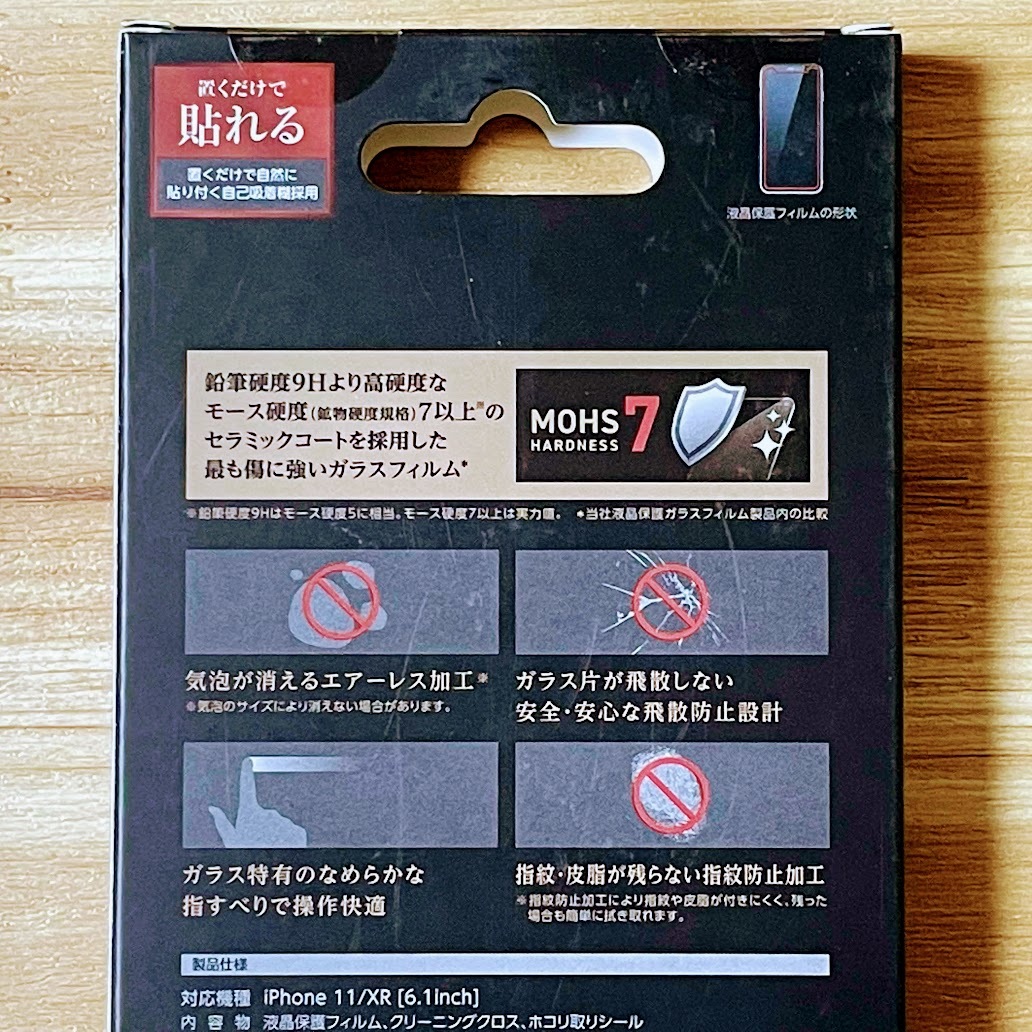 置くだけで
貼れる
置くだけで自然に
貼り付く自己吸着糊採用
液晶保護フィルムの形状
鉛筆硬度9Hより高硬度な
モース硬度(鉱物硬度規格)7以上※の
セラミックコートを採用した
最も傷に強いガラスフィルム*
MOHS 7
HARDNESS
※鉛筆硬度9Hはモース硬度5に相当。モース硬度7以上は実力値。 *当社液晶保護ガラスフィルム製品内の比較
気泡が消えるエアーレス加工※
※気泡のサイズにより消えない場合があります。
ガラス片が飛散しない
安全・安心な飛散防止設計
ガラス特有のなめらかな
指すべりで操作快適
指紋・皮脂が残らない指紋防止加工
※指紋防止加工により指紋や皮脂が付きにくく、残った
場合も簡単に拭き取れます。
製品仕様
対応機種 iPhone 11/XR [6.1Inch]
内容物 液晶保護フィルム、クリーニングクロス、ホコリ取りシール